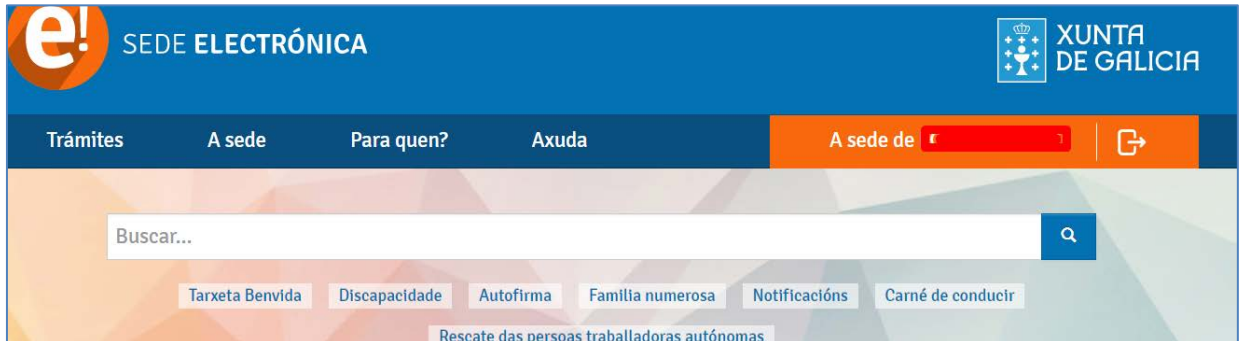 e!
SEDE ELECTRÓNICA
XUNTA
DE GALICIA
Trámites
A sede
Para quen?
Axuda
A sede de
Buscar...
Tarxeta Benvida
Discapacidade
Autofirma
Familia numerosa
Notificacións
Carné de conducir
Rescate das persoas traballadoras autónomas